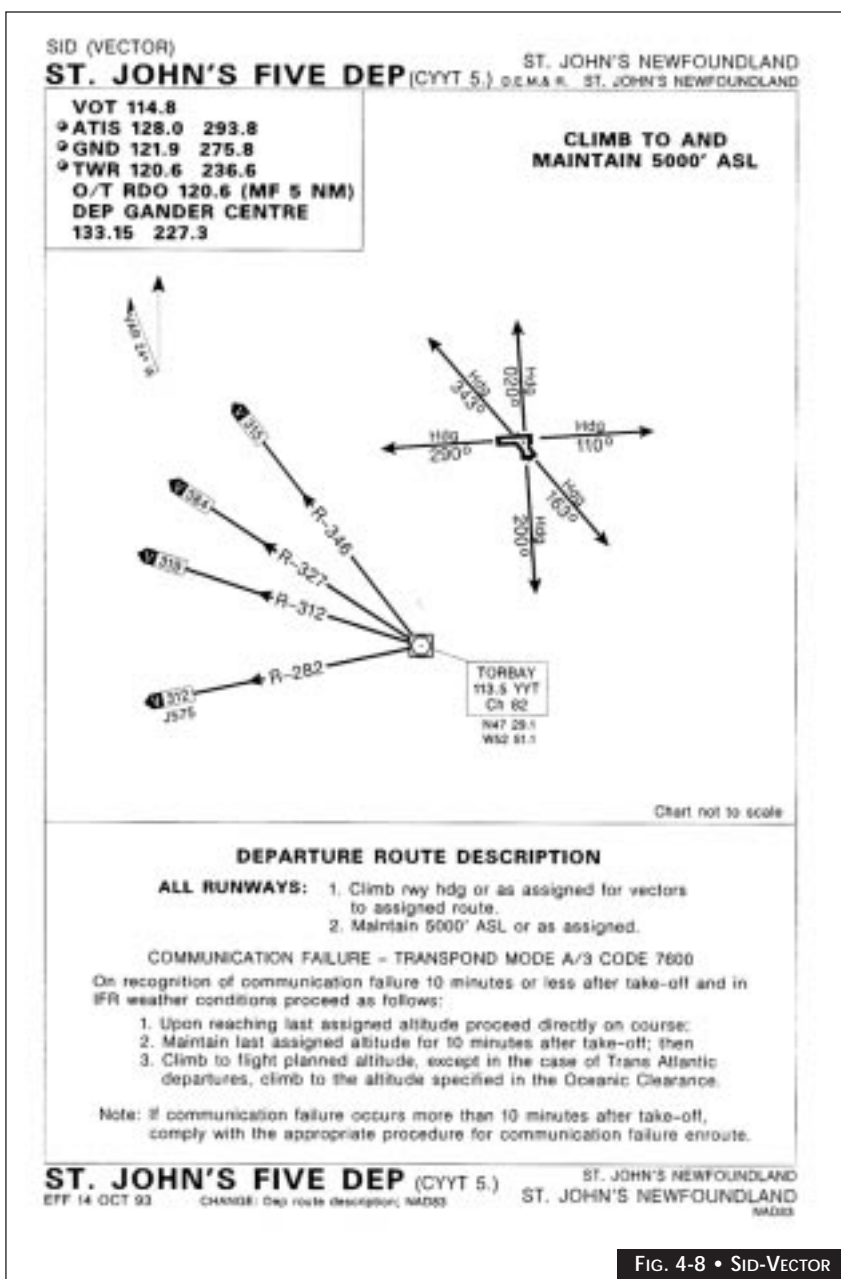 SID (VECTOR)
ST. JOHN'S FIVE DEP (CYYT 5.) D.E.M.& R. ST. JOHN'S NEWFOUNDLAND
ST. JOHN'S NEWFOUNDLAND
VOT 114.8
ATIS 128.0 293.8
GND 121.9 275.8
TWR 120.6 236.6
O/T RDO 120.6 (MF 5 NM)
DEP GANDER CENTRE
133.15 227.3
CLIMB TO AND
MAINTAIN 5000' ASL
VAR 24° W
Hdg
343°
Hdg
020°
Hdg
290°
Hdg
110°
Hdg
163°
Hdg
200°
V 315
R-346
V 584
R-327
R-312
V 312
J575
R-282
TORBAY
113.5 YYT
Ch 82
N47 29.1
W52 51.1
Chart not to scale
DEPARTURE ROUTE DESCRIPTION
ALL RUNWAYS: 1. Climb rwy hdg or as assigned for vectors
to assigned route.
2. Maintain 5000' ASL or as assigned.
COMMUNICATION FAILURE – TRANSPOND MODE A/3 CODE 7600
On recognition of communication failure 10 minutes or less after take-off and in
IFR weather conditions proceed as follows:
1. Upon reaching last assigned altitude proceed directly on course;
2. Maintain last assigned altitude for 10 minutes after take-off; then
3. Climb to flight planned altitude, except in the case of Trans Atlantic
departures, climb to the altitude specified in the Oceanic Clearance.
Note: If communication failure occurs more than 10 minutes after take-off,
comply with the appropriate procedure for communication failure enroute.
ST. JOHN'S FIVE DEP (CYYT 5.) ST. JOHN'S NEWFOUNDLAND
EFF 14 OCT 93 CHANGE: Dep route description; NAD83 ST. JOHN'S NEWFOUNDLAND
NAD83
FIG. 4-8 • SID-VECTOR